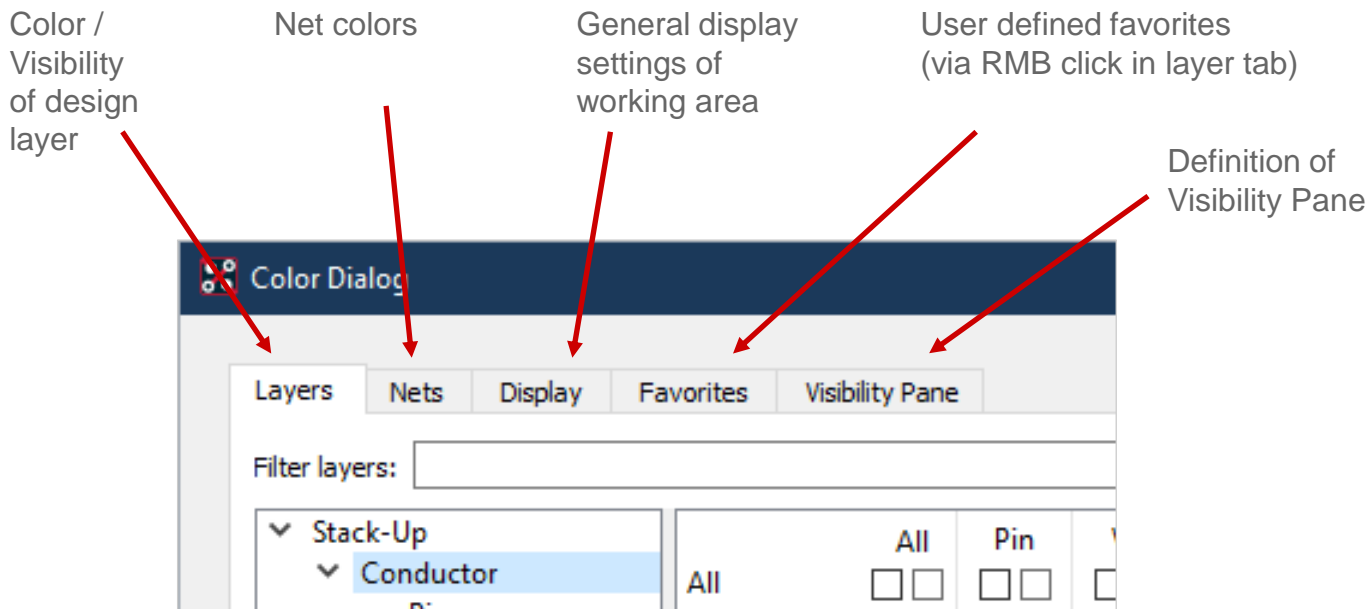 Color /
Visibility
of design
layer
Net colors
General display
settings of
working area
User defined favorites
(via RMB click in layer tab)
Definition of
Visibility Pane
Color Dialog
Layers
Nets
Display
Favorites
Visibility Pane
Filter layers:
Stack-Up
Conductor
All
Pin
All